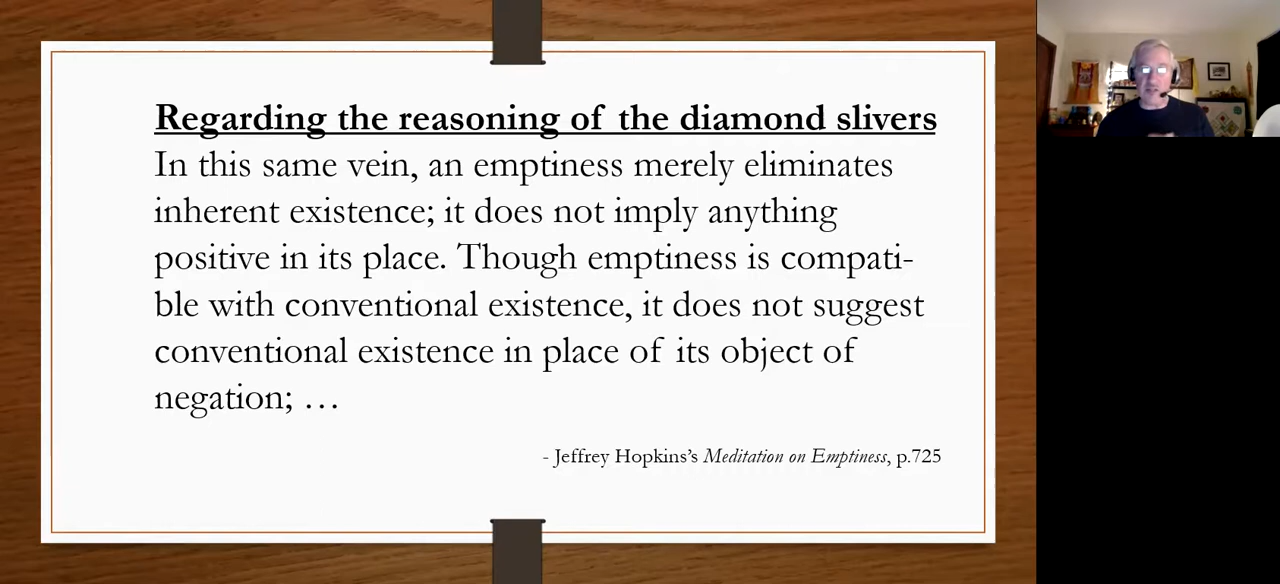 Regarding the reasoning of the diamond slivers
In this same vein, an emptiness merely eliminates
inherent existence; it does not imply anything
positive in its place. Though emptiness is compati-
ble with conventional existence, it does not suggest
conventional existence in place of its object of
negation; …
- Jeffrey Hopkins’s Meditation on Emptiness, p.725